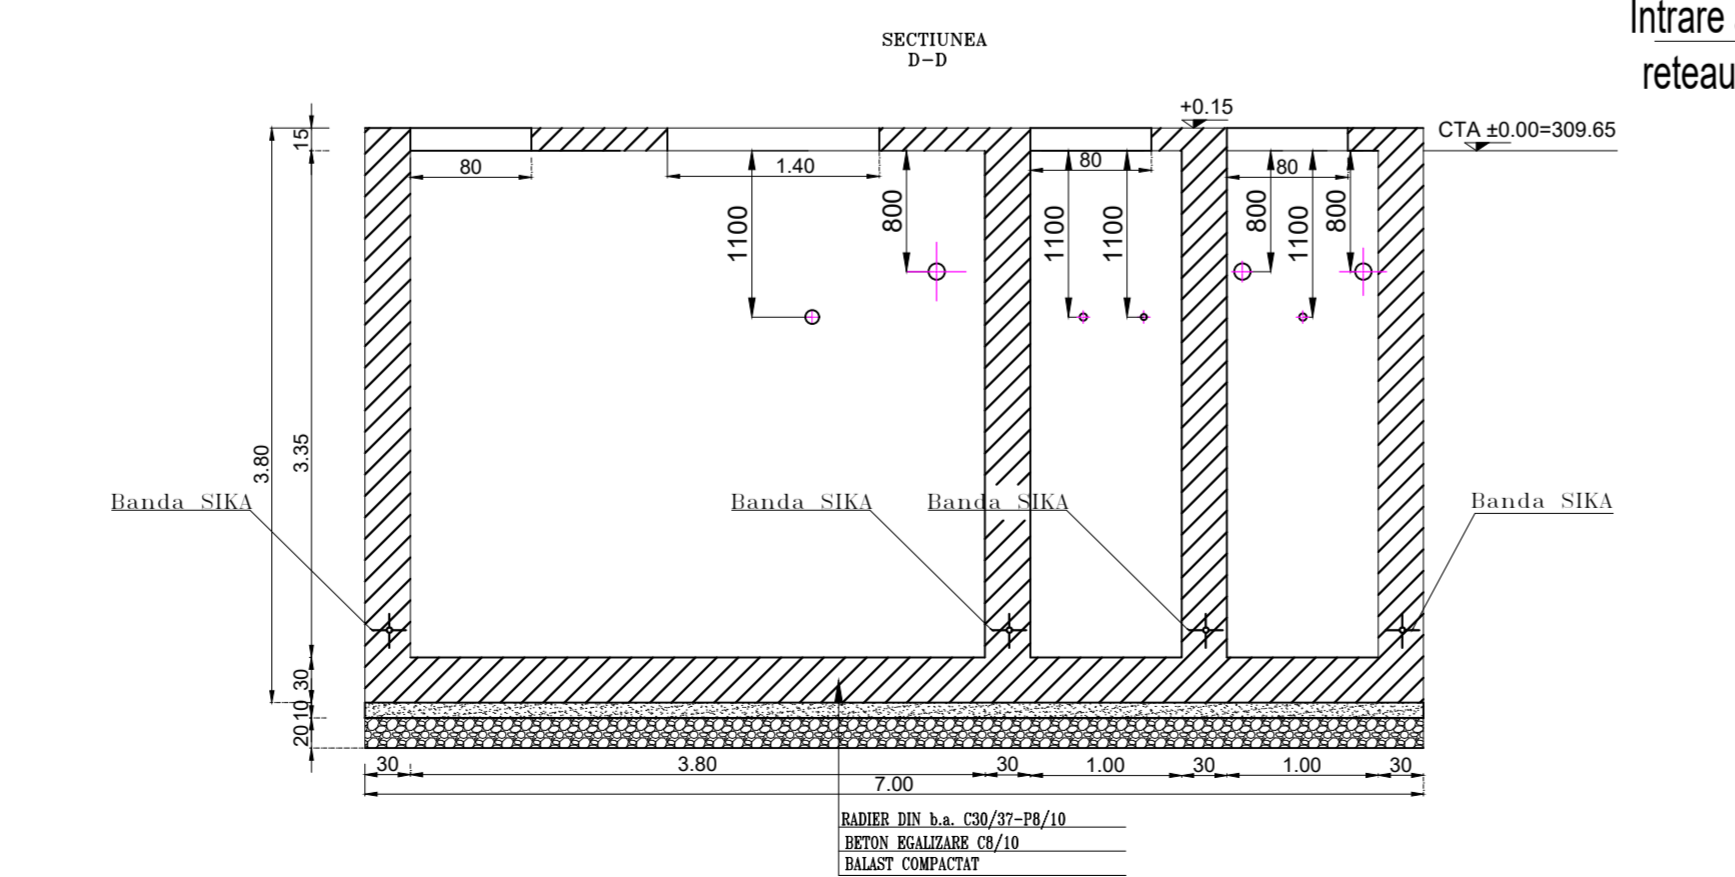 Intrare
reteau
SECTIUNEA
D-D
+0.15
CTA ±0.00=309.65
15
80
1.40
80
80
1100
800
1100
1100
800
1100
800
3.80
3.35
Banda SIKA
Banda SIKA
Banda SIKA
Banda SIKA
30
10
20
30
3.80
30
1.00
30
1.00
30
7.00
RADIER DIN b.a. C30/37-P8/10
BETON EGALIZARE C8/10
BALAST COMPACTAT